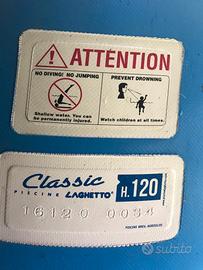 ATTENTION
NO DIVING! NO JUMPING
PREVENT DROWNING
Shallow water. You can
be permanently injured.
Watch children at all times.
Classic
PISCINE LAGHETTO
H.120
16120 0034
subito